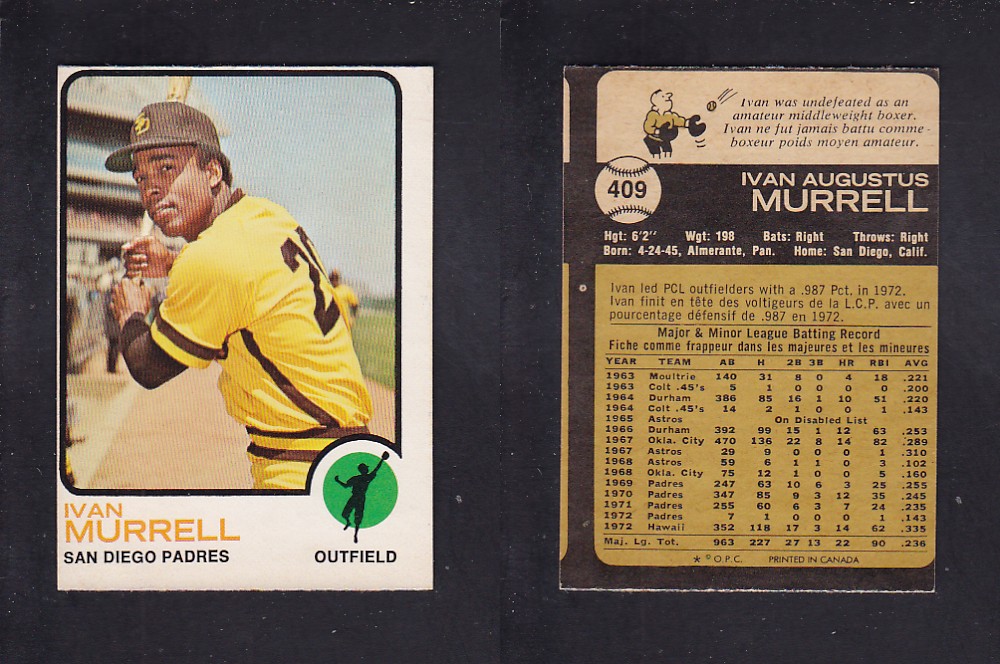 SD
IVAN
MURRELL
SAN DIEGO PADRES
OUTFIELD
Ivan was undefeated as an
amateur middleweight boxer.
Ivan ne fut jamais battu comme
boxeur poids moyen amateur.
409
IVAN AUGUSTUS
MURRELL
Hgt: 6'2" Wgt: 198 Bats: Right Throws: Right
Born: 4-24-45, Almerante, Pan. Home: San Diego, Calif.
Ivan led PCL outfielders with a .987 Pct. in 1972.
Ivan finit en tête des voltigeurs de la L.C.P. avec un
pourcentage défensif de .987 en 1972.
Major & Minor League Batting Record
Fiche comme frappeur dans les majeures et les mineures
YEAR TEAM AB H 2B 3B HR RBI AVG
1963 Moultrie 140 31 8 0 4 18 .221
1963 Colt .45's 5 1 0 0 0 0 .200
1964 Durham 386 85 16 1 10 51 .220
1964 Colt .45's 14 2 1 0 0 1 .143
1965 Astros On Disabled List
1966 Durham 392 99 15 1 12 63 .253
1967 Okla. City 470 136 22 8 14 82 .289
1967 Astros 29 9 0 0 0 1 .310
1968 Astros 59 6 1 1 0 3 .102
1968 Okla. City 75 12 1 0 0 5 .160
1969 Padres 247 63 10 6 3 25 .255
1970 Padres 347 85 9 3 12 35 .245
1971 Padres 255 60 6 3 7 24 .235
1972 Padres 7 1 0 0 0 1 .143
1972 Hawaii 352 118 17 3 14 62 .335
Maj. Lg. Tot. 963 227 27 13 22 90 .236
* © O.P.C. PRINTED IN CANADA